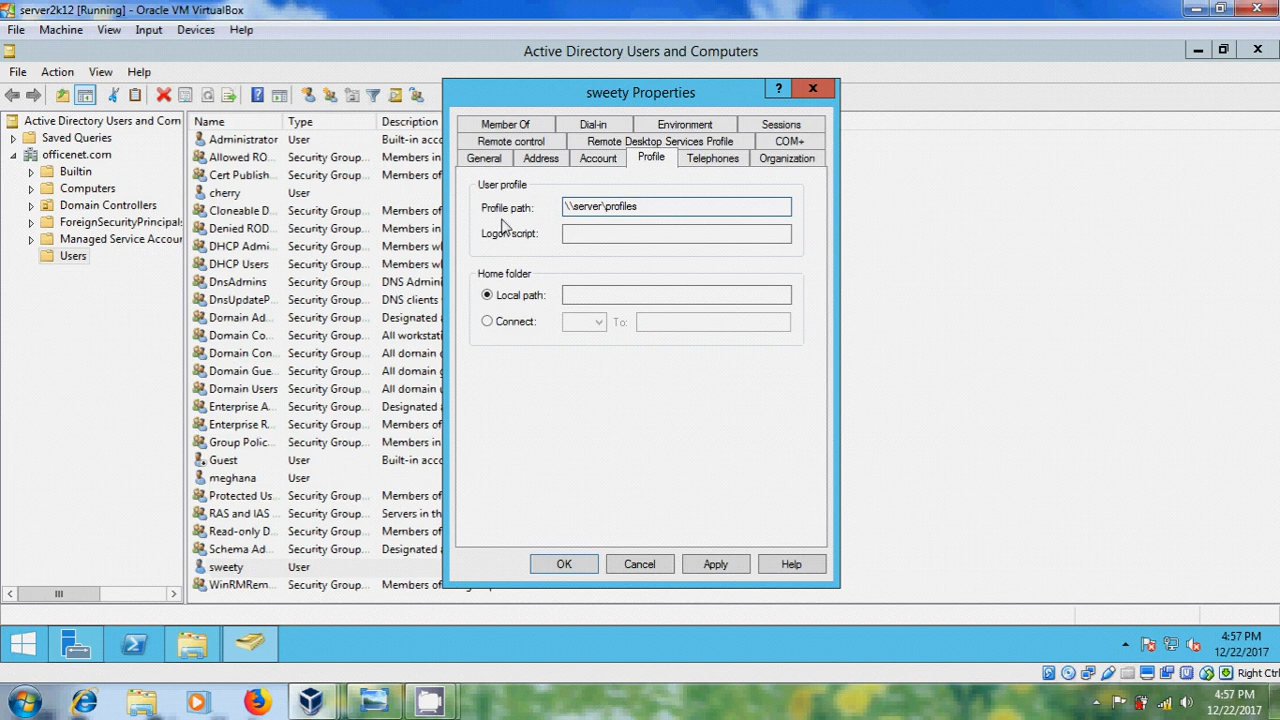 server2k12 [Running] - Oracle VM VirtualBox
File Machine View Input Devices Help
Active Directory Users and Computers
File Action View Help
sweety Properties
?
Active Directory Users and Com
Saved Queries
officenet.com
Builtin
Computers
Domain Controllers
ForeignSecurityPrincipals
Managed Service Accou
Users
Name Type Description
Administrator User Built-in acco
Allowed RO... Security Group... Members in
Cert Publish... Security Group... Members
cherry User
Cloneable D... Security Group... Members of
Denied ROD... Security Group... Members in
DHCP Admi... Security Group... Members w
DHCP Users Security Group... Members
DnsAdmins Security Group... DNS Admini
DnsUpdateP... Security Group... DNS clients
Domain Ad... Security Group... Designated
Domain Co... Security Group... All workstati
Domain Con... Security Group... All domain
Domain Gue... Security Group... All domain
Domain Users Security Group... All domain
Enterprise A... Security Group... Designated
Enterprise R... Security Group... Members of
Group Polic... Security Group... Members in
Guest User Built-in acco
meghana User
Protected Us... Security Group... Members of
RAS and IAS ... Security Group... Servers in th
Read-only D... Security Group... Members of
Schema Ad... Security Group... Designated
sweety User
WinRMRem... Security Group... Members of
Member Of Dial-in Environment Sessions
Remote control Remote Desktop Services Profile COM+
General Address Account Profile Telephones Organization
User profile
Profile path: \\server\profiles
Logon script:
Home folder
Local path:
Connect: To:
OK Cancel Apply Help
4:57 PM
12/22/2017
Right Ctrl
4:57 PM
12/22/2017